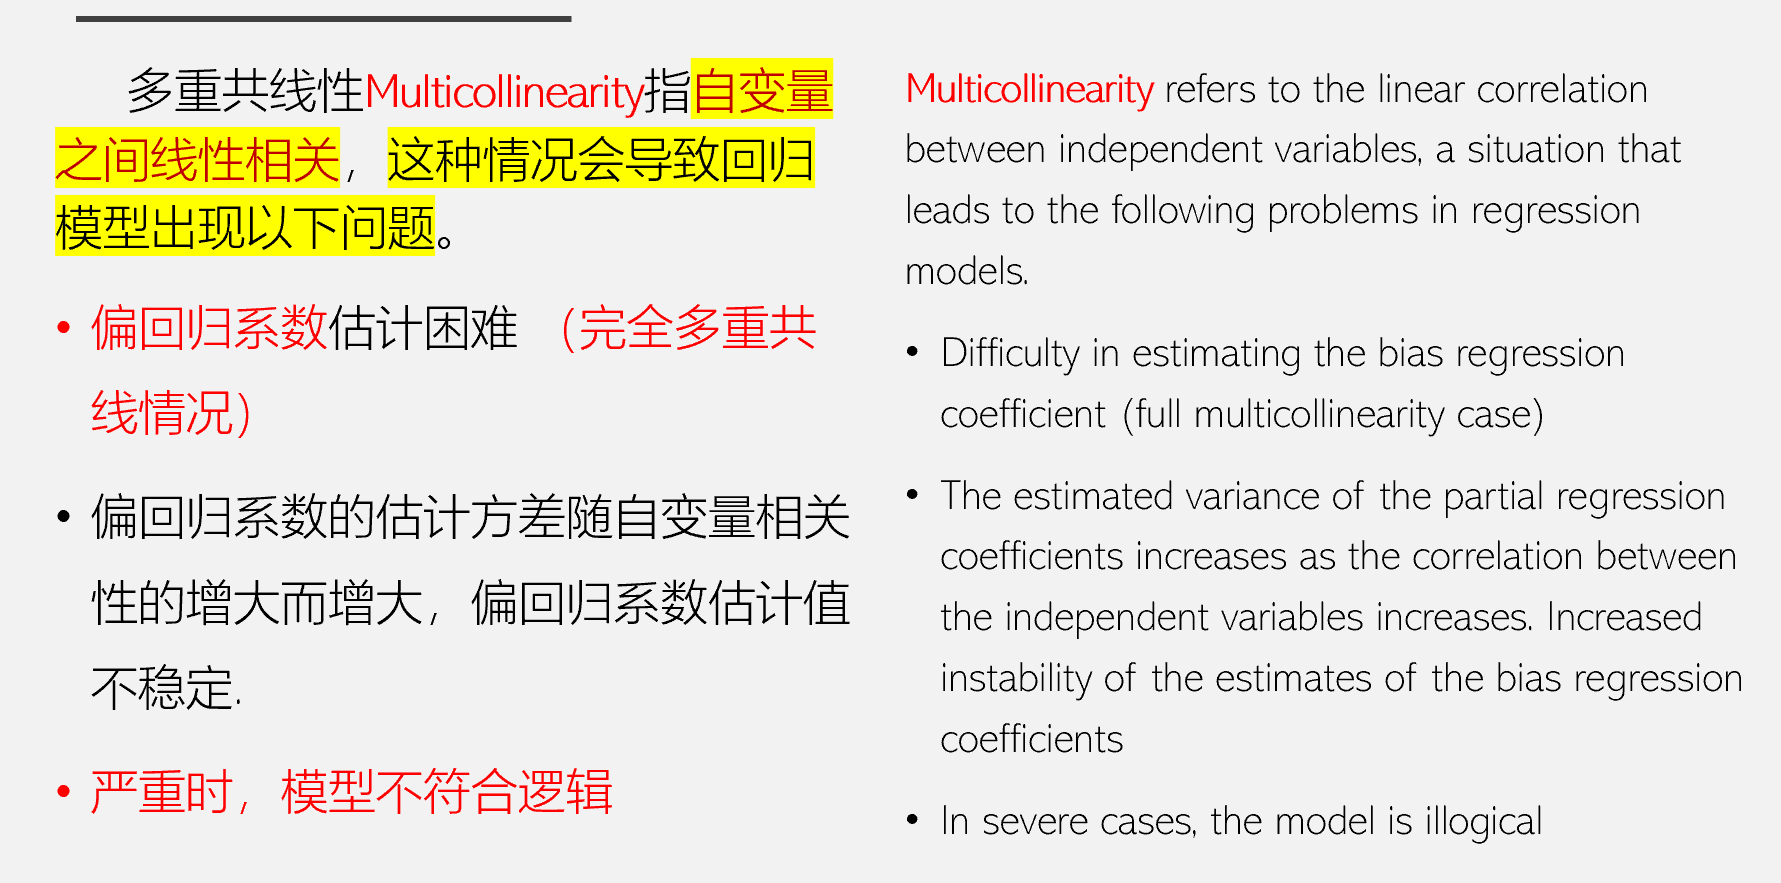 多重共线性Multicollinearity指自变量
之间线性相关，这种情况会导致回归
模型出现以下问题。
• 偏回归系数估计困难 （完全多重共
线情况）
• 偏回归系数的估计方差随自变量相关
性的增大而增大，偏回归系数估计值
不稳定.
• 严重时，模型不符合逻辑
Multicollinearity refers to the linear correlation
between independent variables, a situation that
leads to the following problems in regression
models.
• Difficulty in estimating the bias regression
coefficient (full multicollinearity case)
• The estimated variance of the partial regression
coefficients increases as the correlation between
the independent variables increases. Increased
instability of the estimates of the bias regression
coefficients
• In severe cases, the model is illogical